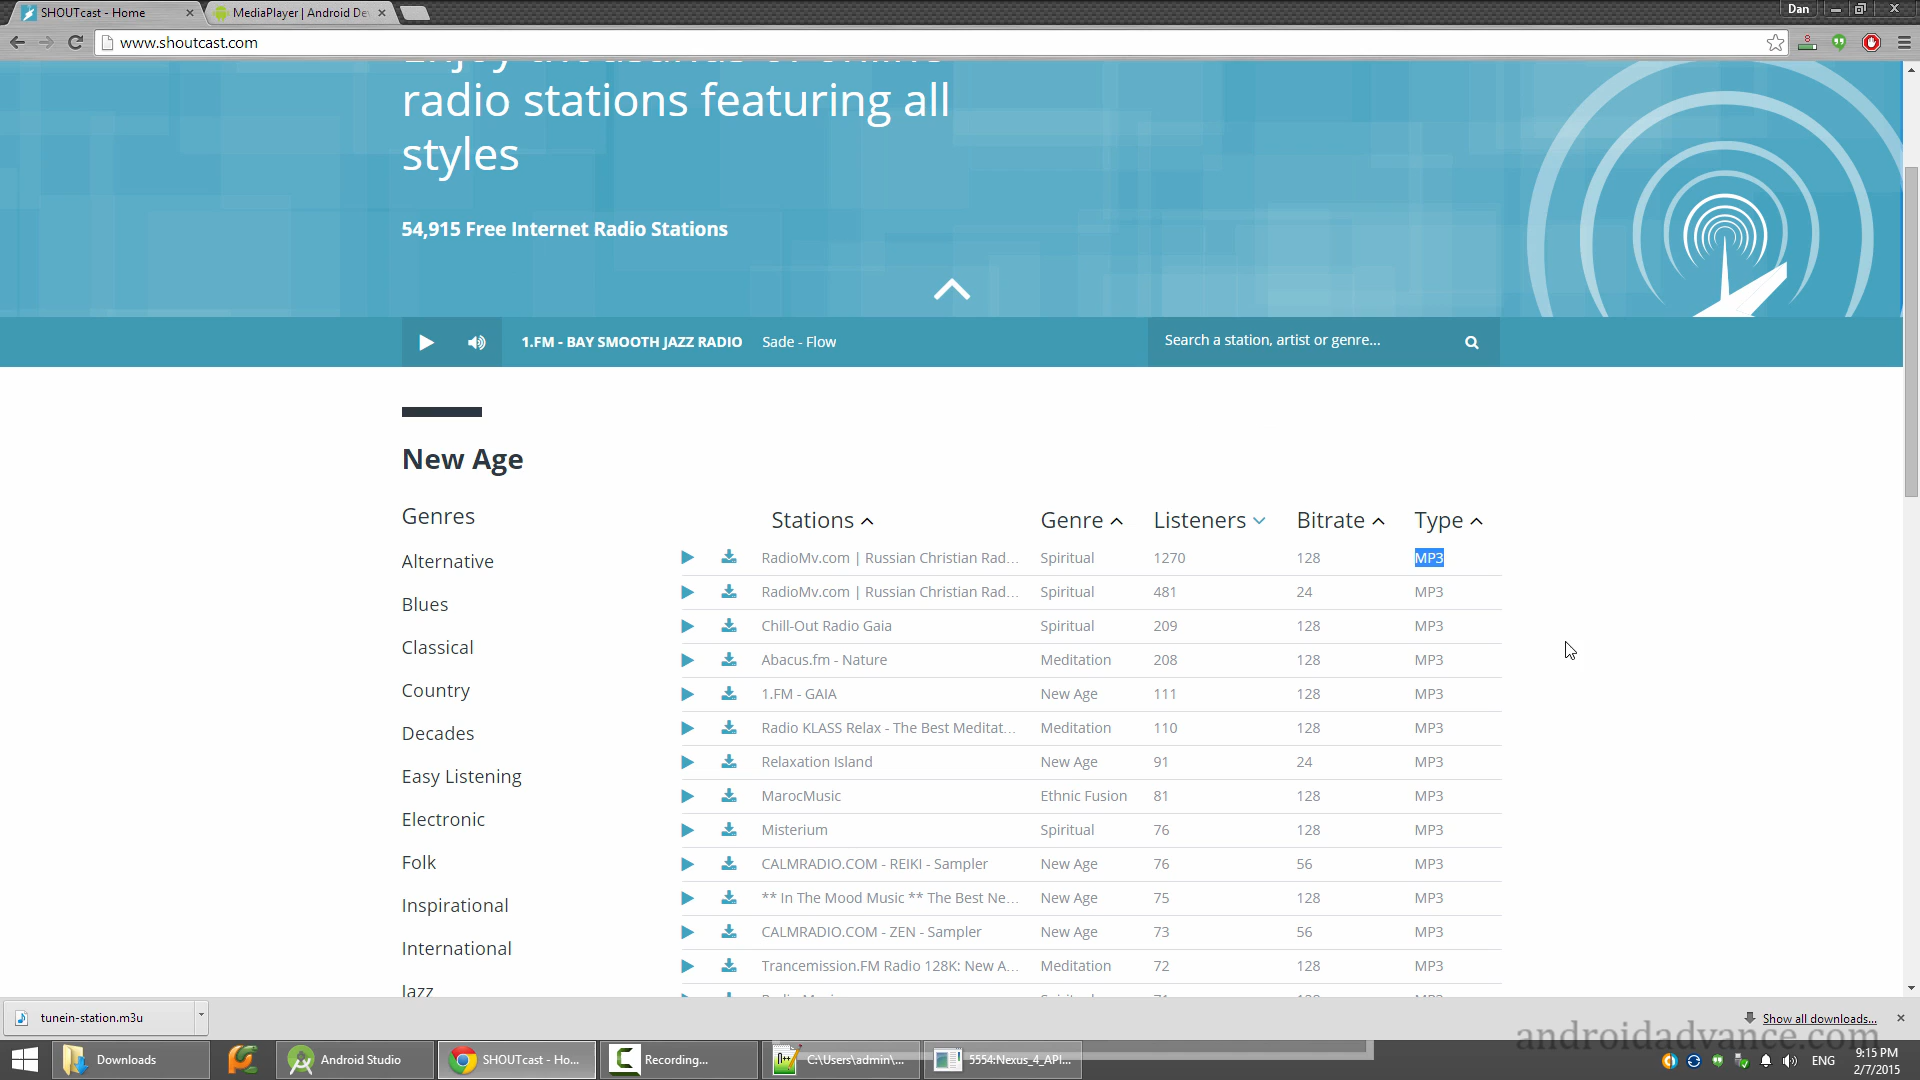 SHOUTcast - Home
MediaPlayer | Android De
Dan
www.shoutcast.com
8
radio stations featuring all
styles
54,915 Free Internet Radio Stations
1.FM - BAY SMOOTH JAZZ RADIO Sade - Flow
Search a station, artist or genre...
New Age
Genres
Alternative
Blues
Classical
Country
Decades
Easy Listening
Electronic
Folk
Inspirational
International
Jazz
Stations Genre Listeners Bitrate Type
RadioMv.com | Russian Christian Rad... Spiritual 1270 128 MP3
RadioMv.com | Russian Christian Rad... Spiritual 481 24 MP3
Chill-Out Radio Gaia Spiritual 209 128 MP3
Abacus.fm - Nature Meditation 208 128 MP3
1.FM - GAIA New Age 111 128 MP3
Radio KLASS Relax - The Best Meditat... Meditation 110 128 MP3
Relaxation Island New Age 91 24 MP3
MarocMusic Ethnic Fusion 81 128 MP3
Misterium Spiritual 76 128 MP3
CALMRADIO.COM - REIKI - Sampler New Age 76 56 MP3
** In The Mood Music ** The Best Ne... New Age 75 128 MP3
CALMRADIO.COM - ZEN - Sampler New Age 73 56 MP3
Trancemission.FM Radio 128K: New A... Meditation 72 128 MP3
tunein-station.m3u
Show all downloads...
androidadvance.com
Downloads
Android Studio
SHOUTcast - Ho...
Recording...
C:\Users\admin\...
5554:Nexus_4_API...
ENG
9:15 PM
2/7/2015